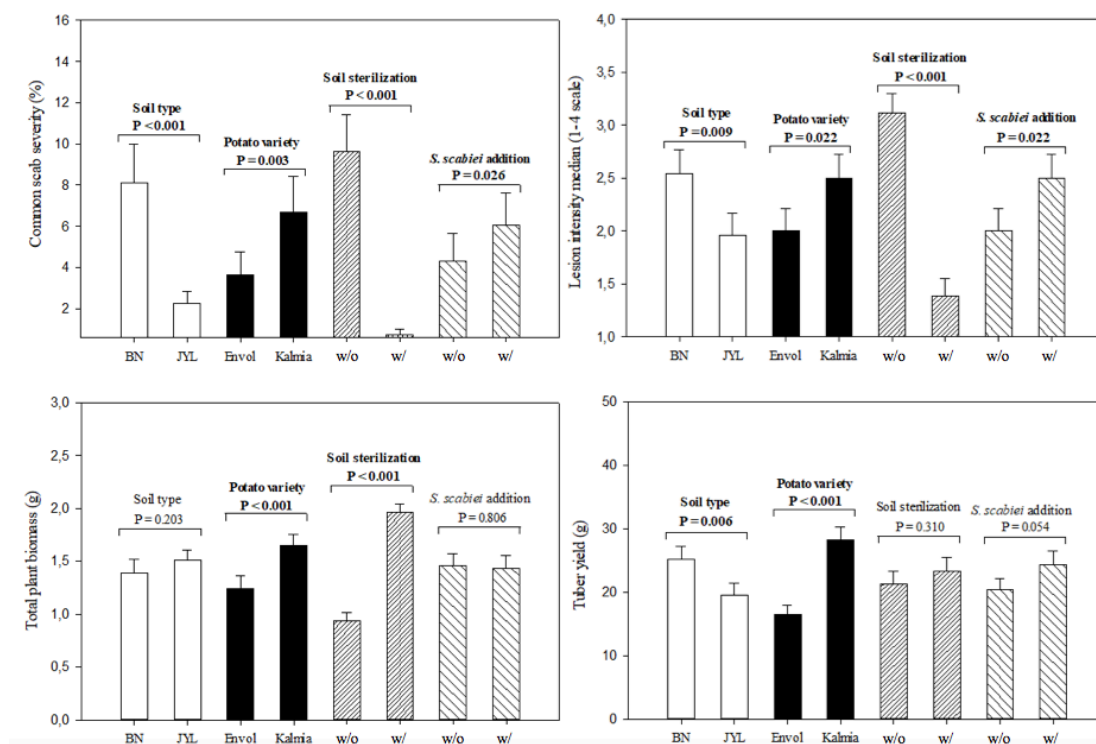 Common scab severity (%)
16
14
12
10
8
6
4
2
Soil type
P < 0.001
Potato variety
P = 0.003
Soil sterilization
P < 0.001
S. scabiei addition
P = 0.026
BN JYL Envol Kalmia w/o w/ w/o w/
Lesion intensity median (1-4 scale)
4,0
3,5
3,0
2,5
2,0
1,5
1,0
Soil type
P = 0.009
Potato variety
P = 0.022
Soil sterilization
P < 0.001
S. scabiei addition
P = 0.022
BN JYL Envol Kalmia w/o w/ w/o w/
Total plant biomass (g)
3,0
2,5
2,0
1,5
1,0
0,5
0,0
Soil type
P = 0.203
Potato variety
P < 0.001
Soil sterilization
P < 0.001
S. scabiei addition
P = 0.806
BN JYL Envol Kalmia w/o w/ w/o w/
Tuber yield (g)
50
40
30
20
10
0
Soil type
P = 0.006
Potato variety
P < 0.001
Soil sterilization
P = 0.310
S. scabiei addition
P = 0.054
BN JYL Envol Kalmia w/o w/ w/o w/